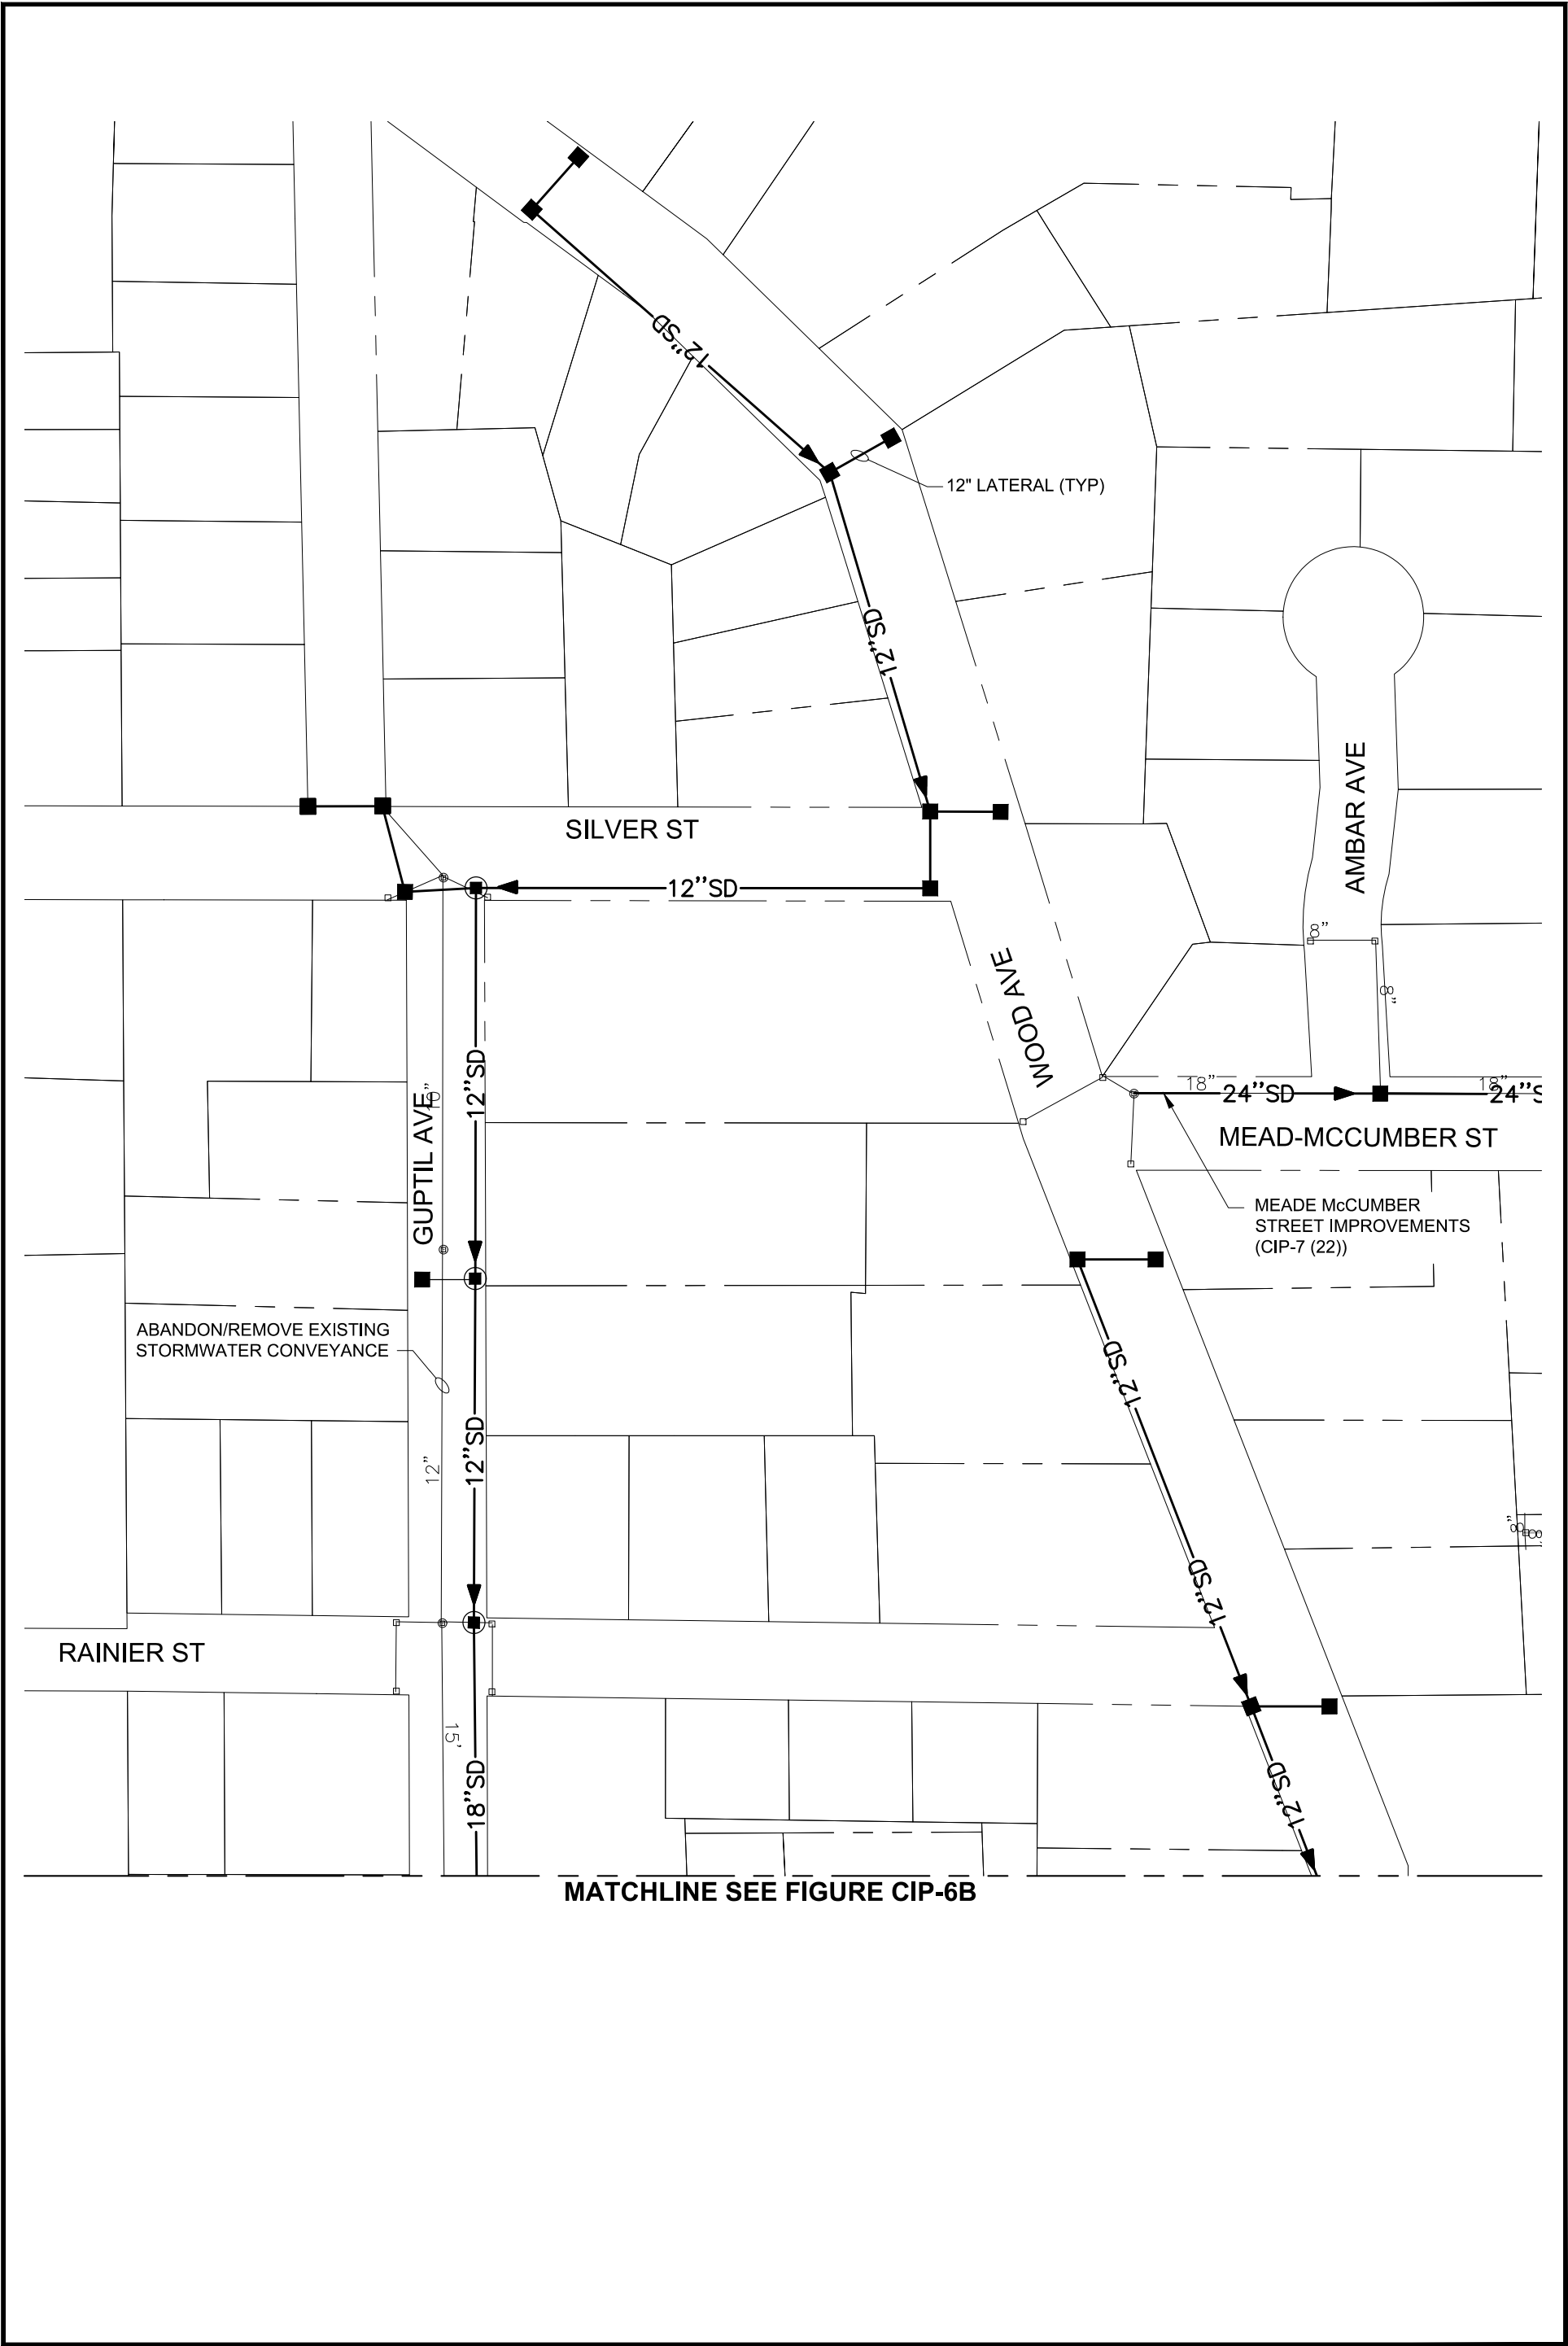 12''SD
12" LATERAL (TYP)
12''SD
AMBAR AVE
SILVER ST
12''SD
8"
WOOD AVE
8"
12''SD
10"
18"
24''SD
18"
24''S
GUPTIL AVE
MEAD-MCCUMBER ST
MEADE McCUMBER
STREET IMPROVEMENTS
(CIP-7 (22))
ABANDON/REMOVE EXISTING
STORMWATER CONVEYANCE
12''SD
12''SD
12"
8"
8
12''SD
RAINIER ST
15'
18''SD
12''SD
MATCHLINE SEE FIGURE CIP-6B